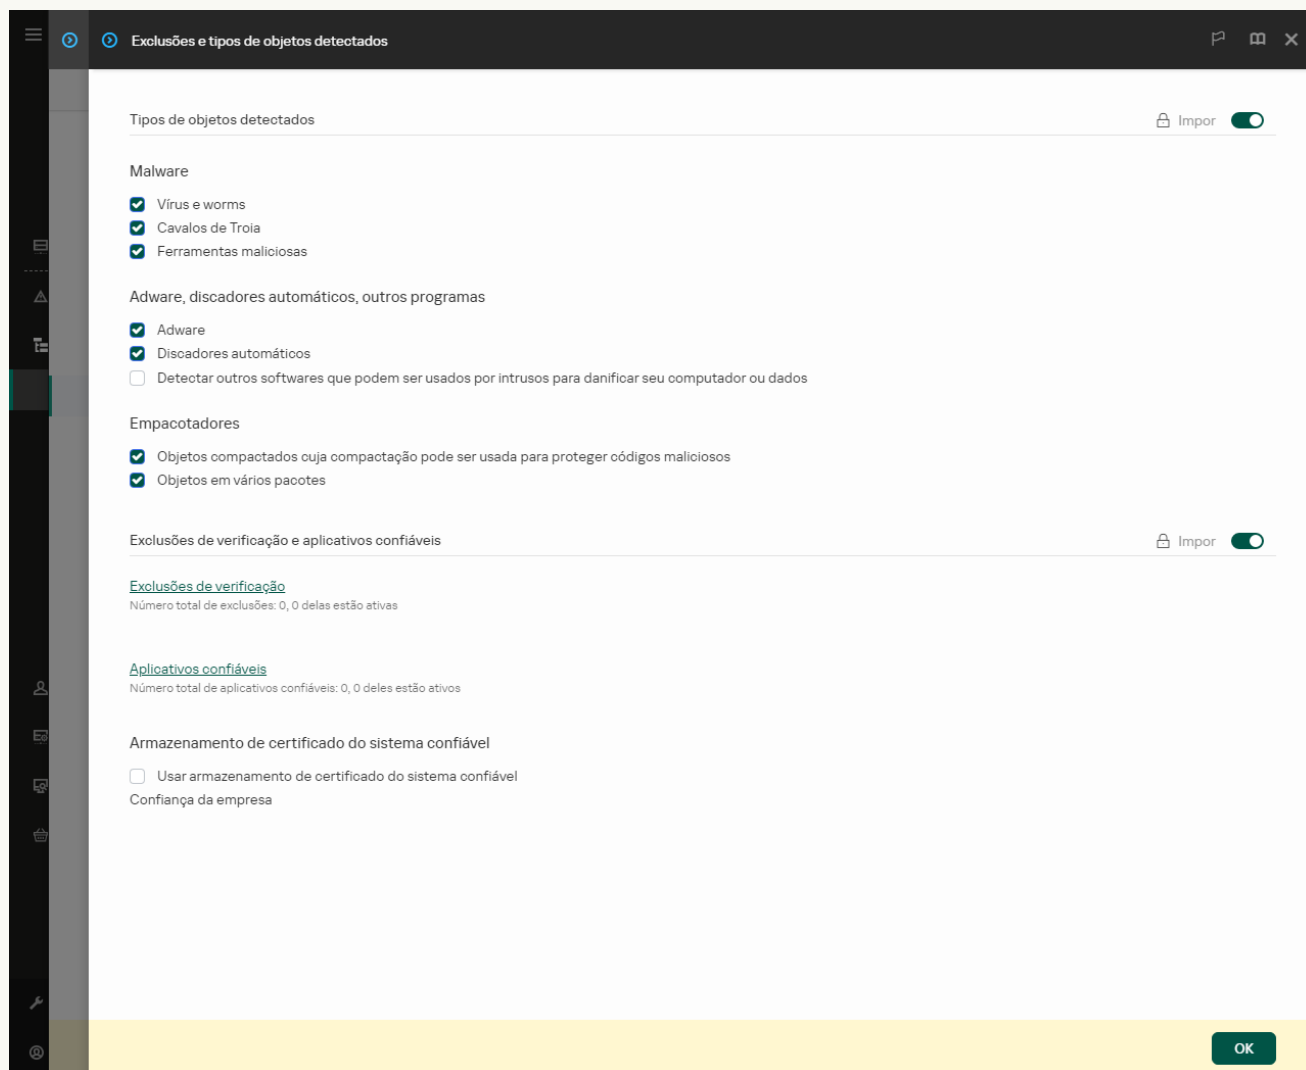 Exclusões e tipos de objetos detectados
Tipos de objetos detectados
Impor
Malware
Vírus e worms
Cavalos de Troia
Ferramentas maliciosas
Adware, discadores automáticos, outros programas
Adware
Discadores automáticos
Detectar outros softwares que podem ser usados por intrusos para danificar seu computador ou dados
Empacotadores
Objetos compactados cuja compactação pode ser usada para proteger códigos maliciosos
Objetos em vários pacotes
Exclusões de verificação e aplicativos confiáveis
Impor
Exclusões de verificação
Número total de exclusões: 0, 0 delas estão ativas
Aplicativos confiáveis
Número total de aplicativos confiáveis: 0, 0 deles estão ativos
Armazenamento de certificado do sistema confiável
Usar armazenamento de certificado do sistema confiável
Confiança da empresa
OK